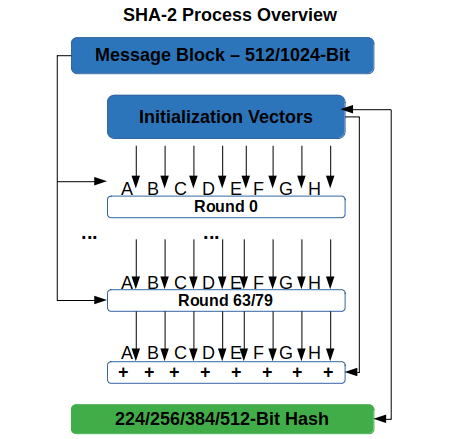 SHA-2 Process Overview
Message Block – 512/1024-Bit
Initialization Vectors
A B C D E F G H
Round 0
... ...
A B C D E F G H
Round 63/79
A B C D E F G H
+ + + + + + + +
224/256/384/512-Bit Hash